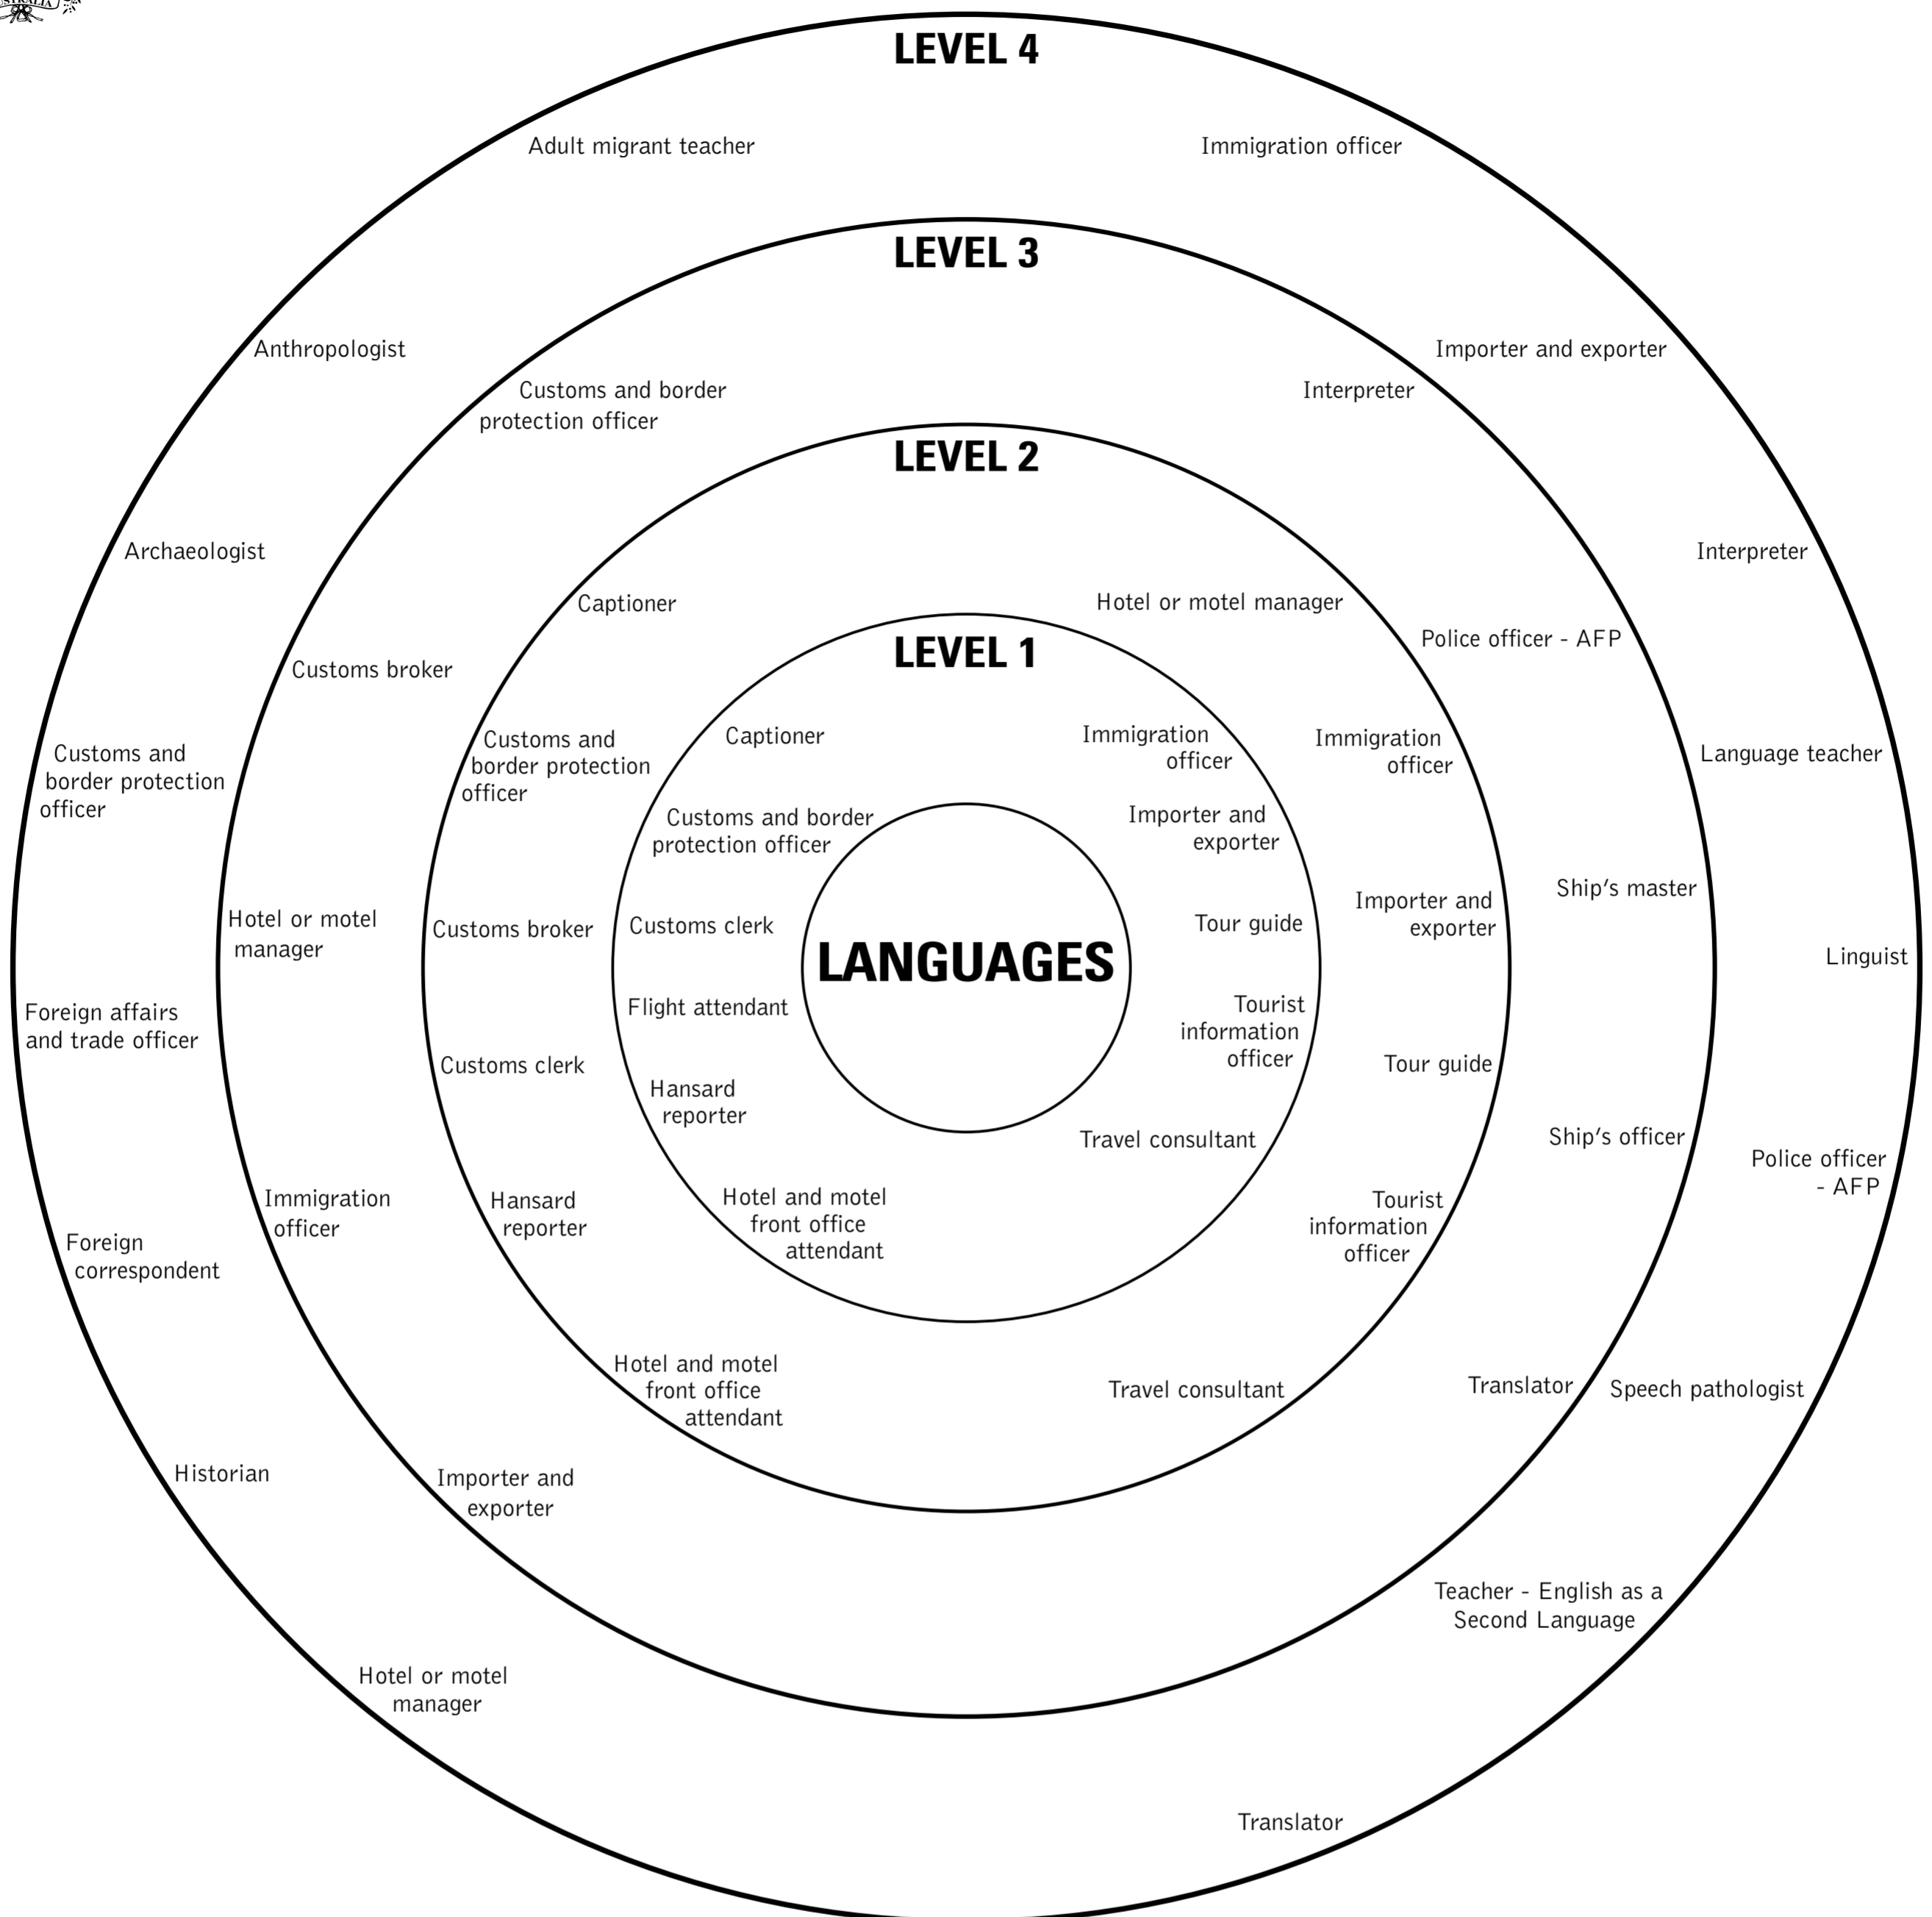 AUSTRALIA
LEVEL 4
Adult migrant teacher
Immigration officer
Anthropologist
Importer and exporter
Archaeologist
Interpreter
Customs and
border protection
officer
Language teacher
Foreign affairs
and trade officer
Linguist
Foreign
correspondent
Police officer
- AFP
Historian
Speech pathologist
Hotel or motel
manager
Teacher - English as a
Second Language
Translator
LEVEL 3
Customs and border
protection officer
Interpreter
Customs broker
Police officer - AFP
Hotel or motel
manager
Ship's master
Immigration
officer
Ship's officer
Importer and
exporter
Translator
LEVEL 2
Captioner
Hotel or motel manager
Customs and
border protection
officer
Immigration
officer
Customs broker
Importer and
exporter
Customs clerk
Tour guide
Hansard
reporter
Tourist
information
officer
Hotel and motel
front office
attendant
Travel consultant
LEVEL 1
Captioner
Immigration
officer
Customs and border
protection officer
Importer and
exporter
Customs clerk
Tour guide
Flight attendant
Tourist
information
officer
Hansard
reporter
Travel consultant
Hotel and motel
front office
attendant
LANGUAGES